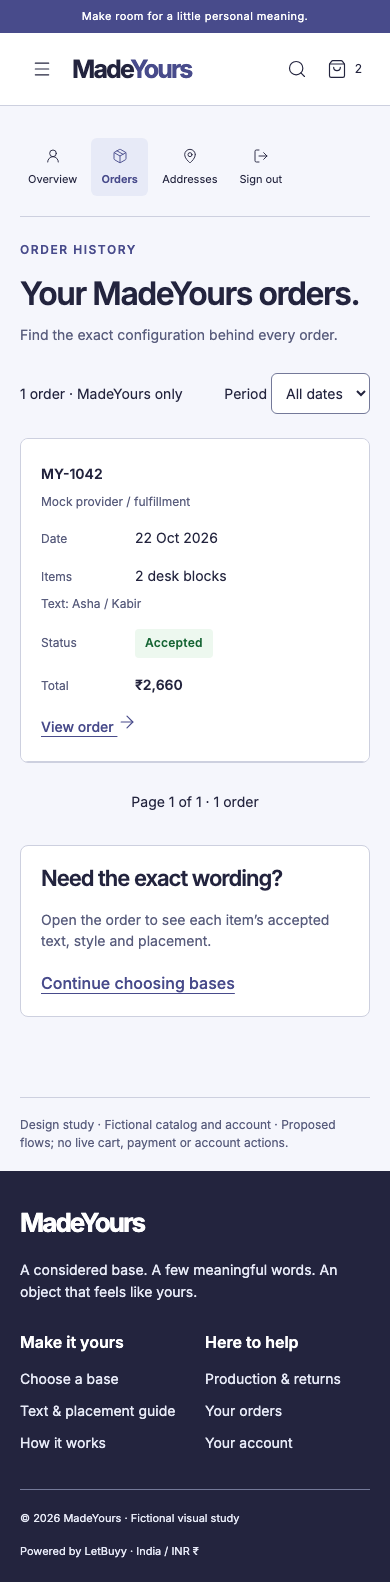 Make room for a little personal meaning.
MadeYours
2
Overview
Orders
Addresses
Sign out
ORDER HISTORY
Your MadeYours orders.
Find the exact configuration behind every order.
1 order · MadeYours only
Period
All dates
MY-1042
Mock provider / fulfillment
Date 22 Oct 2026
Items 2 desk blocks
Text: Asha / Kabir
Status Accepted
Total ₹2,660
View order
Page 1 of 1 · 1 order
Need the exact wording?
Open the order to see each item’s accepted
text, style and placement.
Continue choosing bases
Design study · Fictional catalog and account · Proposed
flows; no live cart, payment or account actions.
MadeYours
A considered base. A few meaningful words. An
object that feels like yours.
Make it yours
Choose a base
Text & placement guide
How it works
Here to help
Production & returns
Your orders
Your account
© 2026 MadeYours · Fictional visual study
Powered by LetBuyy · India / INR ₹